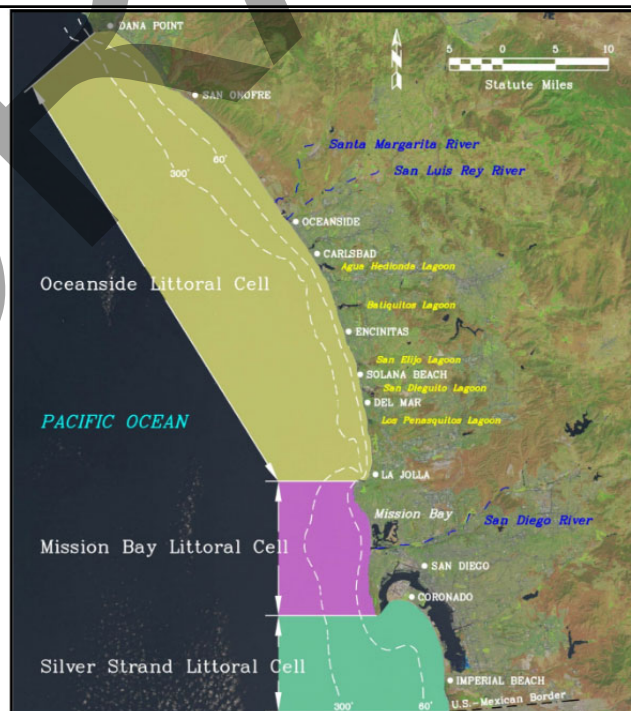 DANA POINT
5 0 5 10
N
Statute Miles
SAN ONOFRE
Santa Margarita River
60'
San Luis Rey River
300'
OCEANSIDE
CARLSBAD
Agua Hedionda Lagoon
Oceanside Littoral Cell
Batiquitos Lagoon
ENCINITAS
San Elijo Lagoon
SOLANA BEACH
San Dieguito Lagoon
DEL MAR
PACIFIC OCEAN
Los Penasquitos Lagoon
LA JOLLA
Mission Bay
San Diego River
Mission Bay Littoral Cell
SAN DIEGO
CORONADO
Silver Strand Littoral Cell
IMPERIAL BEACH
300'
60'
U.S.-Mexican Border